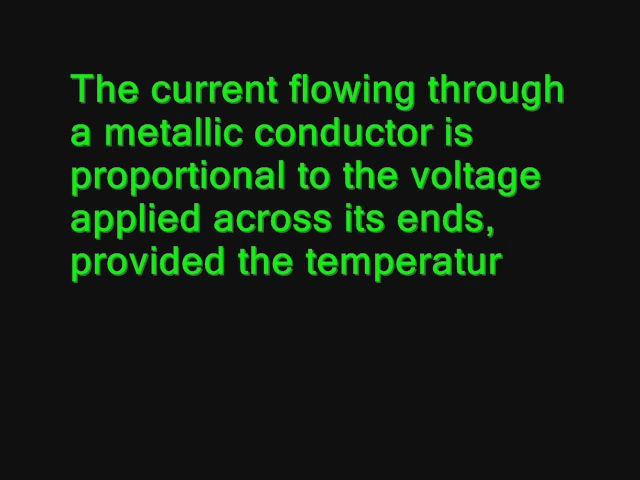 The current flowing through
a metallic conductor is
proportional to the voltage
applied across its ends,
provided the temperatur